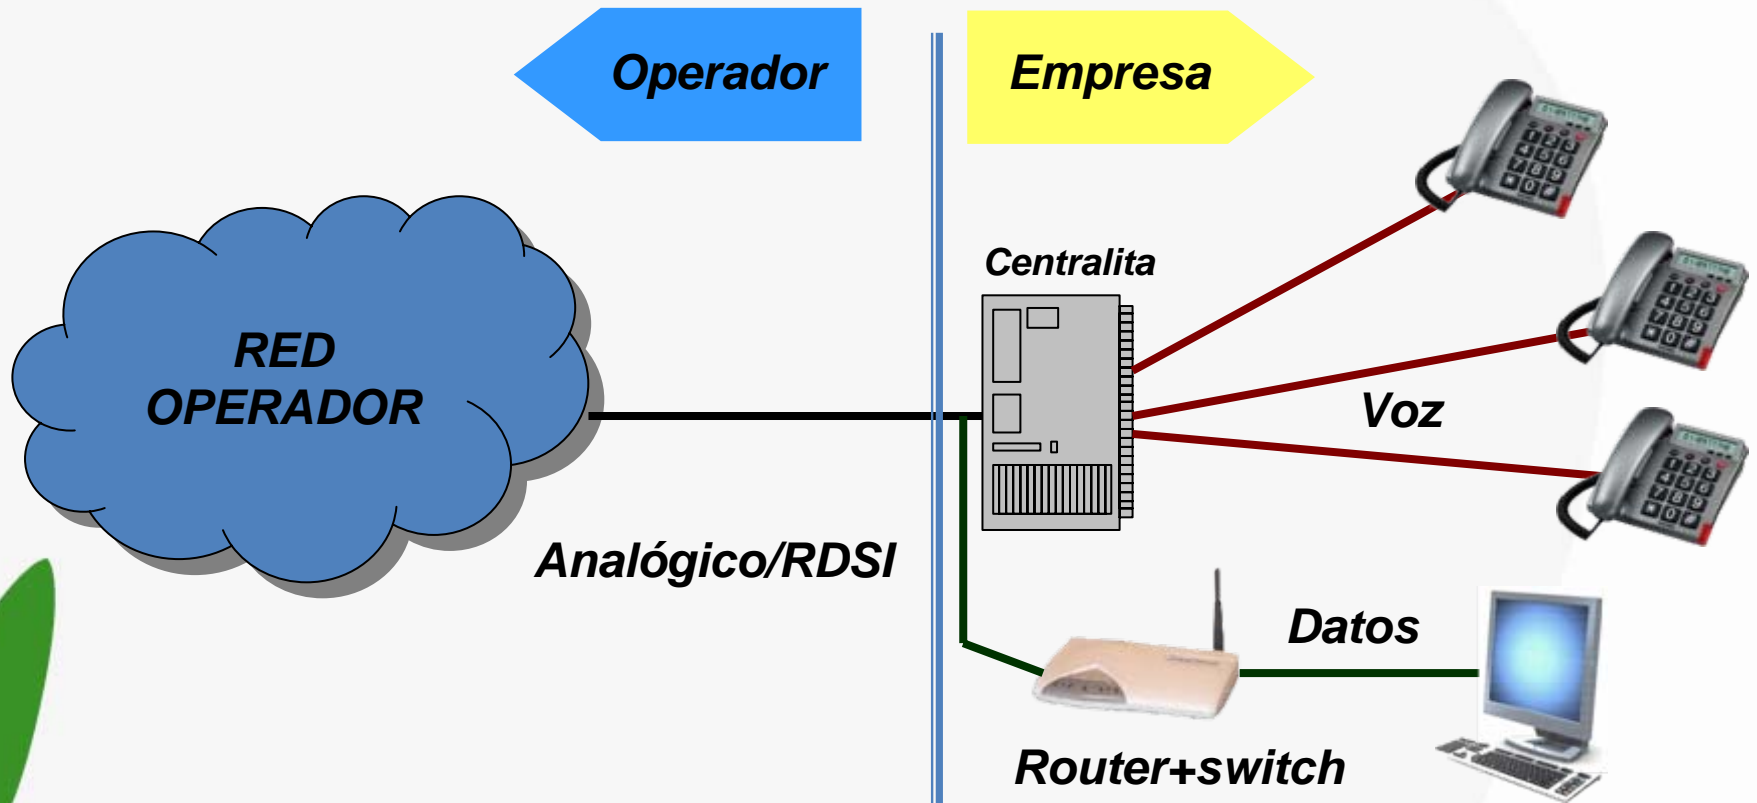 Operador
Empresa
Centralita
RED
OPERADOR
Voz
Analógico/RDSI
Datos
Router+switch